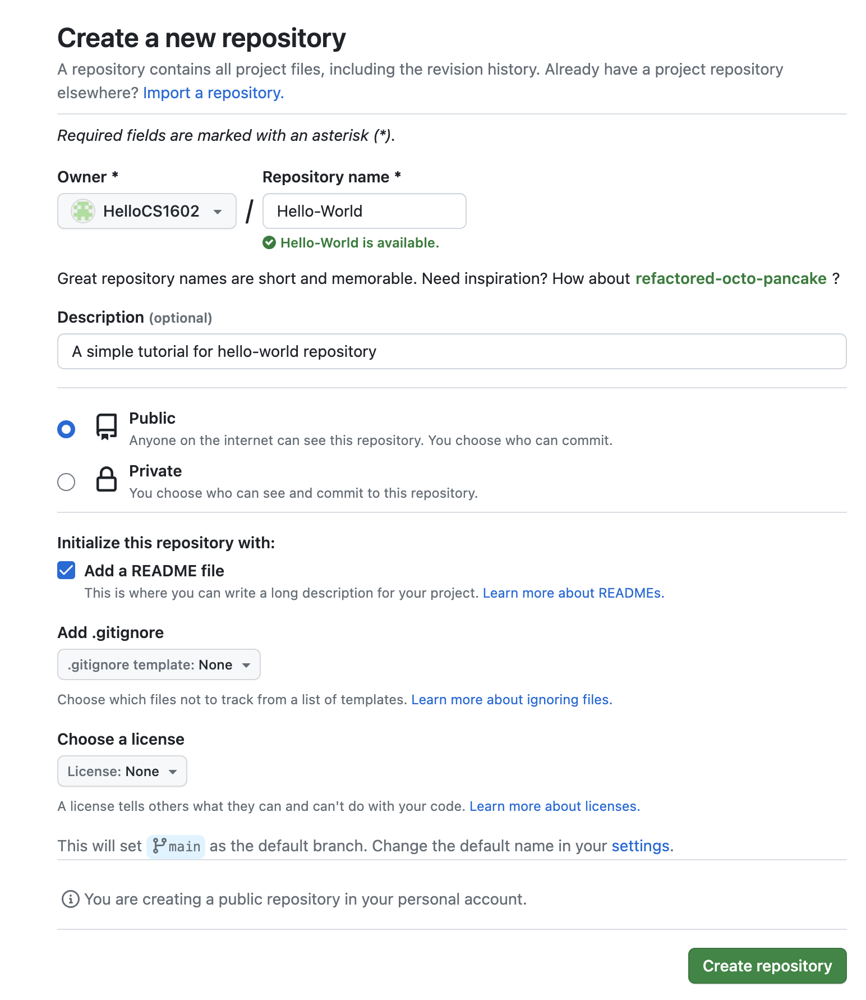 Create a new repository
A repository contains all project files, including the revision history. Already have a project repository
elsewhere? Import a repository.
Required fields are marked with an asterisk (*).
Owner * Repository name *
HelloCS1602 / Hello-World
Hello-World is available.
Great repository names are short and memorable. Need inspiration? How about refactored-octo-pancake ?
Description (optional)
A simple tutorial for hello-world repository
Public
Anyone on the internet can see this repository. You choose who can commit.
Private
You choose who can see and commit to this repository.
Initialize this repository with:
Add a README file
This is where you can write a long description for your project. Learn more about READMEs.
Add .gitignore
.gitignore template: None
Choose which files not to track from a list of templates. Learn more about ignoring files.
Choose a license
License: None
A license tells others what they can and can't do with your code. Learn more about licenses.
This will set main as the default branch. Change the default name in your settings.
You are creating a public repository in your personal account.
Create repository